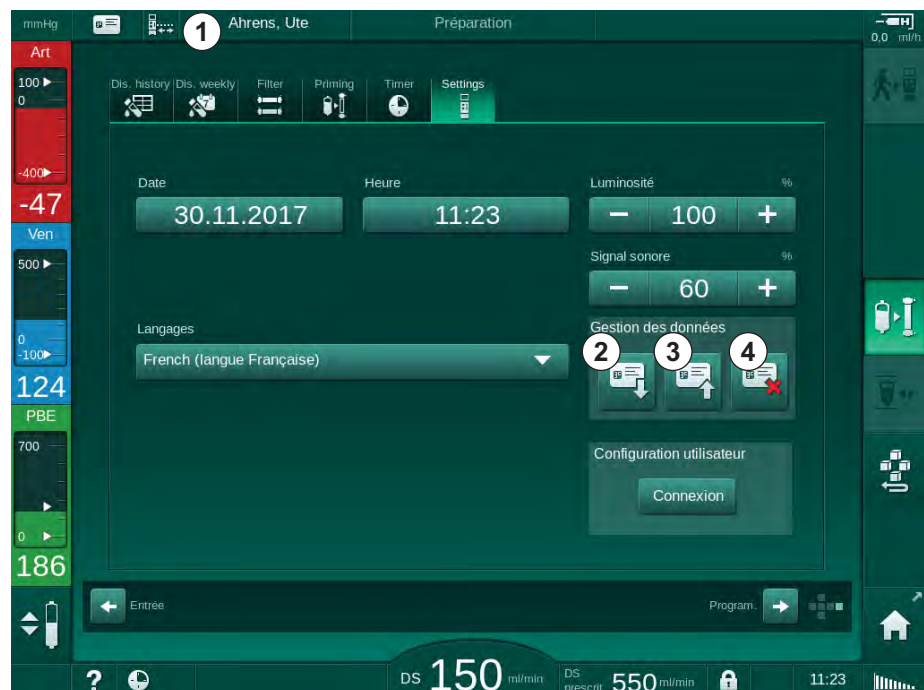 mmHg
1
Ahrens, Ute
Préparation
0,0 ml/h
Art
100
0
-400
-47
Ven
500
0
-100
124
PBE
700
0
186
Dis. history
Dis. weekly
Filter
Priming
Timer
Settings
7
Date
30.11.2017
Heure
11:23
Luminosité %
− 100 +
Signal sonore %
− 60 +
Langages
French (langue Française)
Gestion des données
2
3
4
Configuration utilisateur
Connexion
Entrée
Program.
?
DS 150 ml/min
DS
prescrit 550 ml/min
11:23